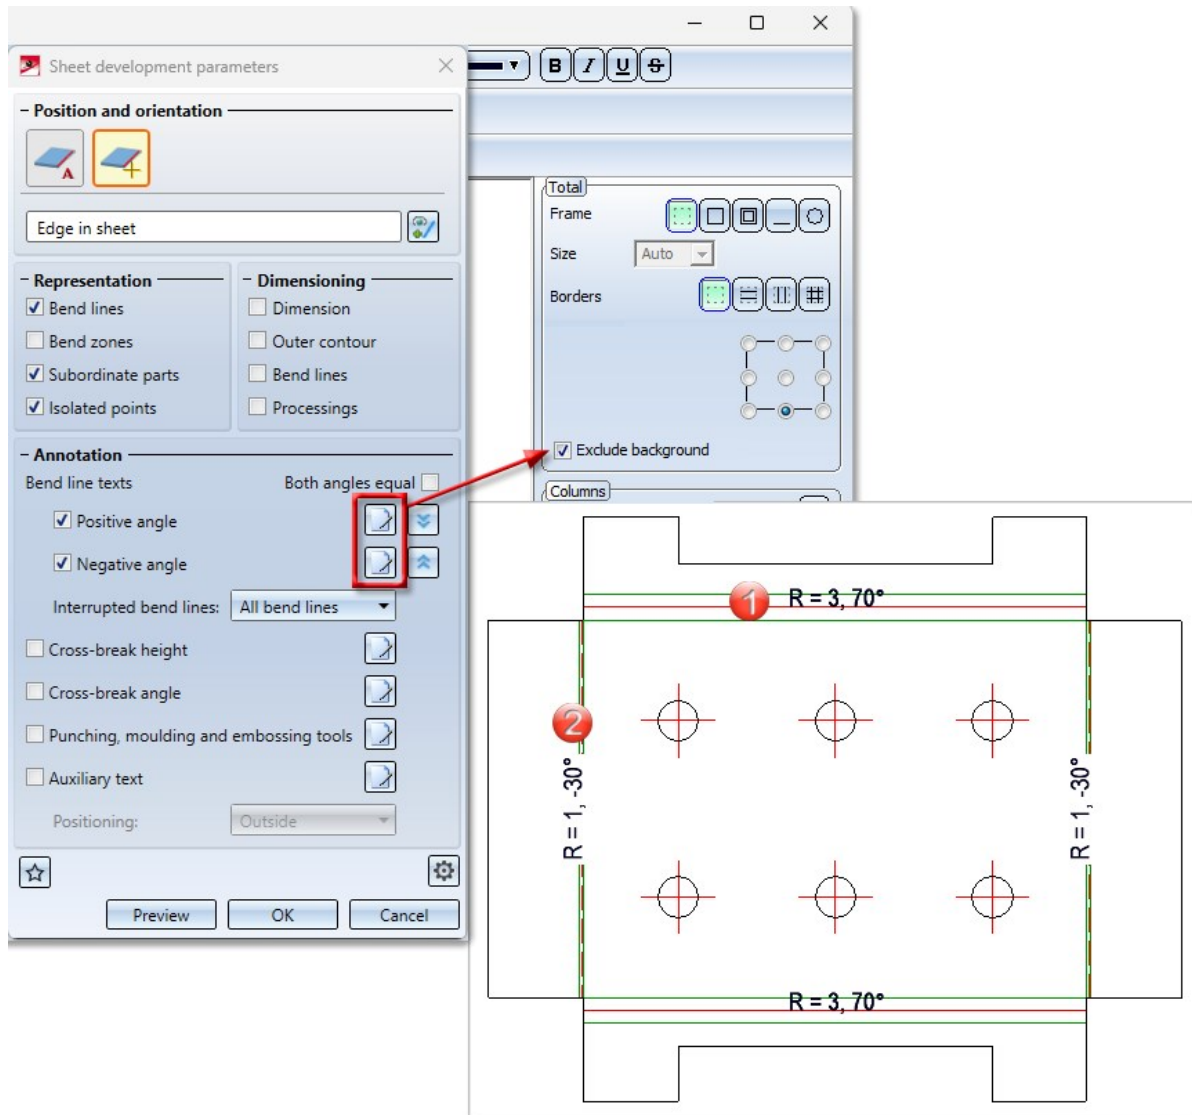 Sheet development parameters
B I U S
Position and orientation
A
Edge in sheet
Representation
Bend lines
Bend zones
Subordinate parts
Isolated points
Dimensioning
Dimension
Outer contour
Bend lines
Processings
Annotation
Bend line texts
Both angles equal
Positive angle
Negative angle
Interrupted bend lines: All bend lines
Cross-break height
Cross-break angle
Punching, moulding and embossing tools
Auxiliary text
Positioning: Outside
Preview OK Cancel
Total
Frame
Size Auto
Borders
Exclude background
Columns
1 R = 3, 70°
2
R = 1, -30°
R = 1, -30°
R = 3, 70°